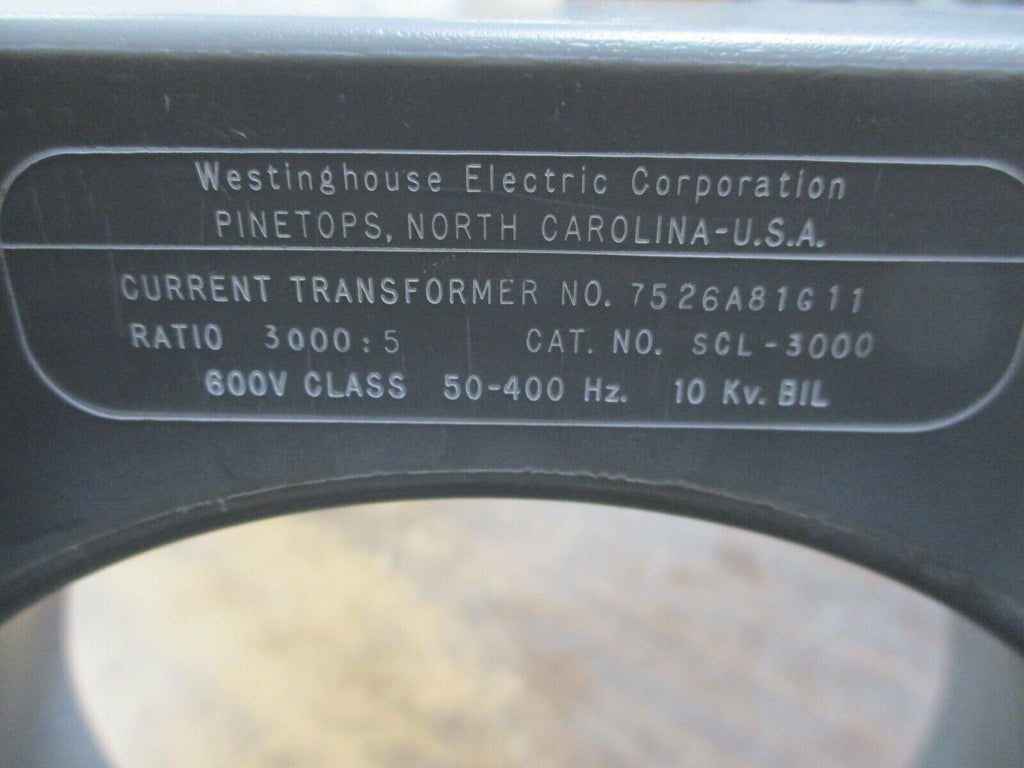 Westinghouse Electric Corporation
PINETOPS, NORTH CAROLINA-U.S.A.
CURRENT TRANSFORMER NO. 7526A81G11
RATIO 3000:5 CAT. NO. SCL-3000
600V CLASS 50-400 Hz. 10 Kv. BIL